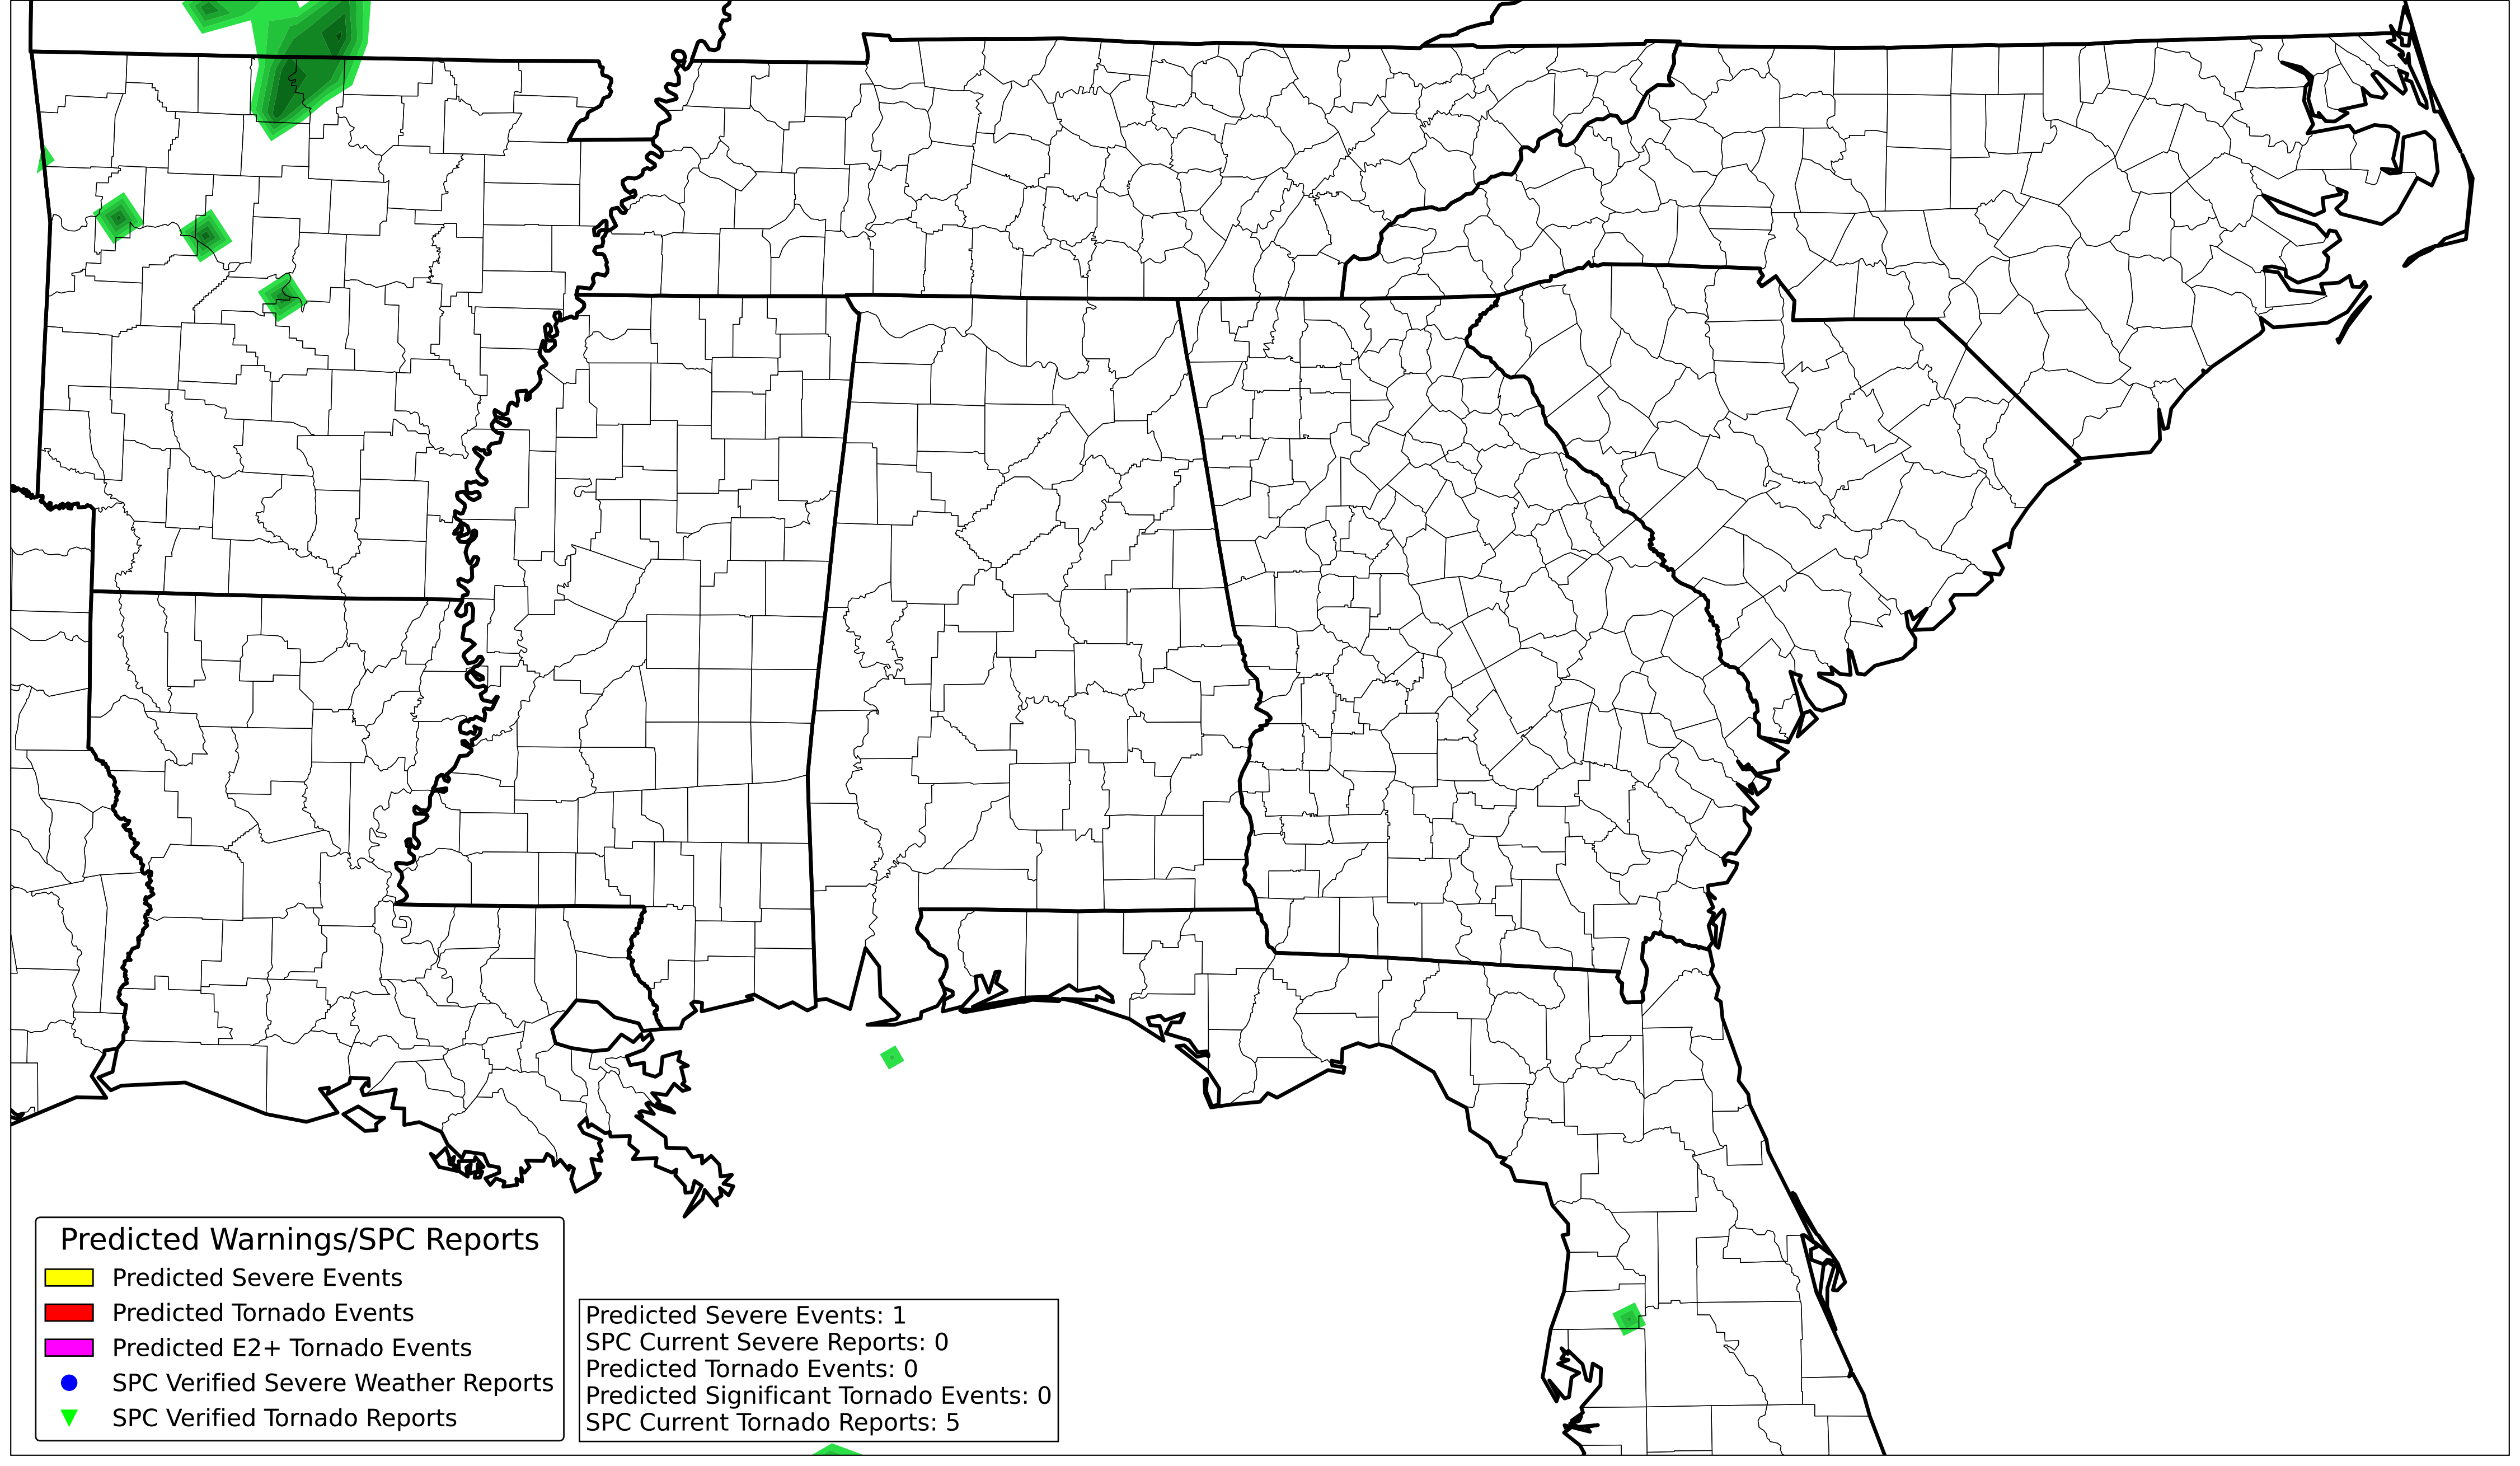 Predicted Warnings/SPC Reports
Predicted Severe Events
Predicted Tornado Events
Predicted E2+ Tornado Events
SPC Verified Severe Weather Reports
SPC Verified Tornado Reports
Predicted Severe Events: 1
SPC Current Severe Reports: 0
Predicted Tornado Events: 0
Predicted Significant Tornado Events: 0
SPC Current Tornado Reports: 5